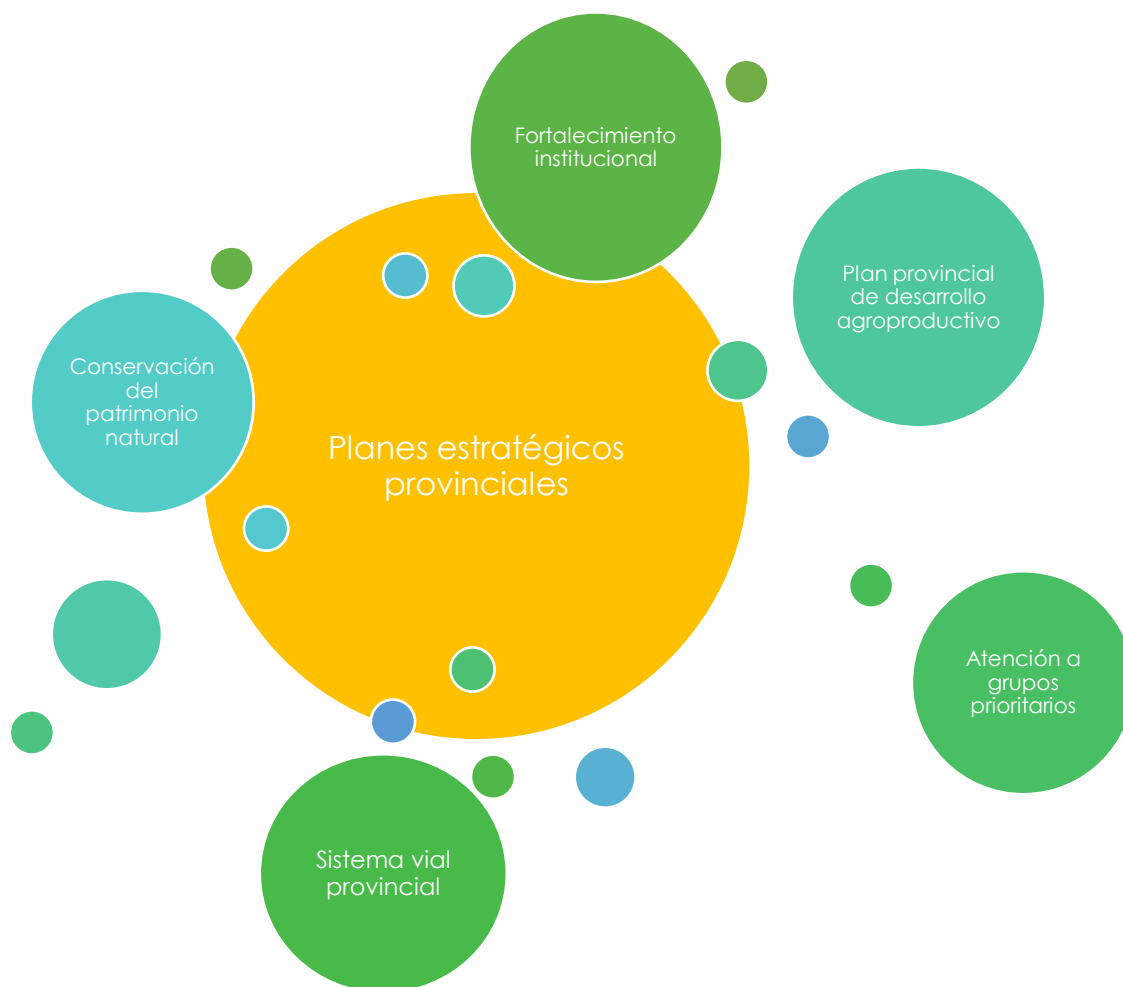 Fortalecimiento
institucional
Plan provincial
de desarrollo
agroproductivo
Conservación
del
patrimonio
natural
Planes estratégicos
provinciales
Atención a
grupos
prioritarios
Sistema vial
provincial